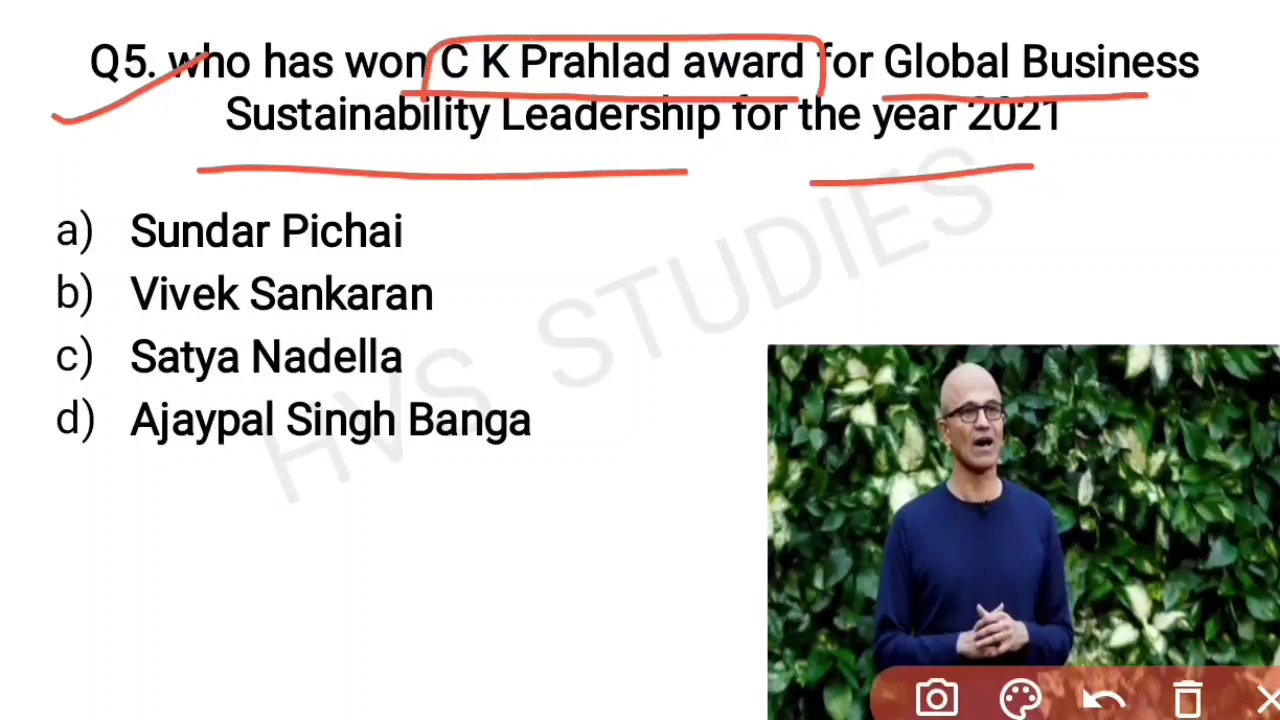 Q5. who has won C K Prahlad award for Global Business
Sustainability Leadership for the year 2021
a) Sundar Pichai
b) Vivek Sankaran
c) Satya Nadella
d) Ajaypal Singh Banga
HVS STUDIES